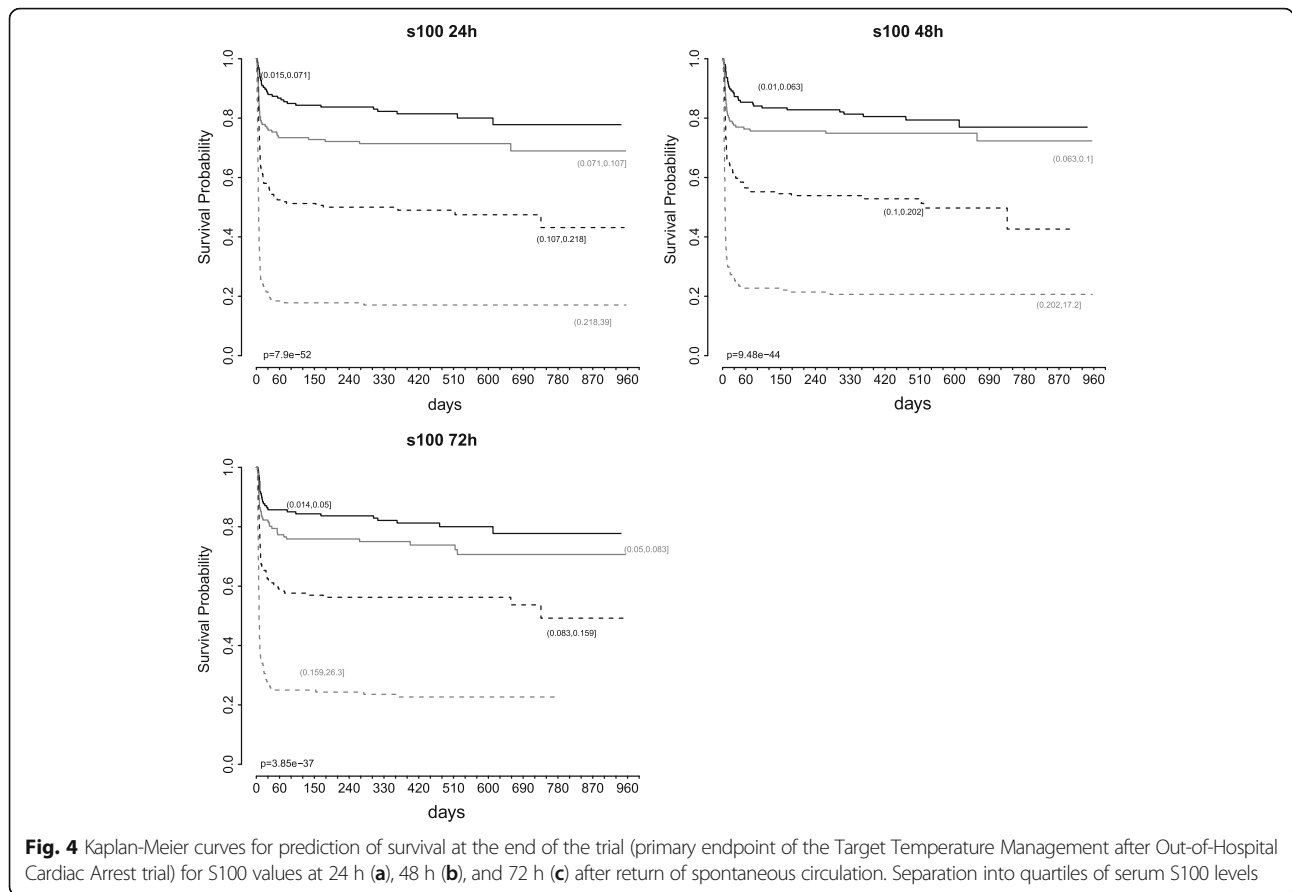 s100 24h
Survival Probability
1.0
0.8
0.6
0.4
0.2
0.0
(0.015,0.071]
(0.071,0.107]
(0.107,0.218]
(0.218,39]
p=7.9e−52
0 60 150 240 330 420 510 600 690 780 870 960
days
s100 48h
Survival Probability
1.0
0.8
0.6
0.4
0.2
0.0
(0.01,0.063]
(0.063,0.1]
(0.1,0.202]
(0.202,17.2]
p=9.48e−44
0 60 150 240 330 420 510 600 690 780 870 960
days
s100 72h
Survival Probability
1.0
0.8
0.6
0.4
0.2
0.0
(0.014,0.05]
(0.05,0.083]
(0.083,0.159]
(0.159,26.3]
p=3.85e−37
0 60 150 240 330 420 510 600 690 780 870 960
days
Fig. 4 Kaplan-Meier curves for prediction of survival at the end of the trial (primary endpoint of the Target Temperature Management after Out-of-Hospital
Cardiac Arrest trial) for S100 values at 24 h (a), 48 h (b), and 72 h (c) after return of spontaneous circulation. Separation into quartiles of serum S100 levels